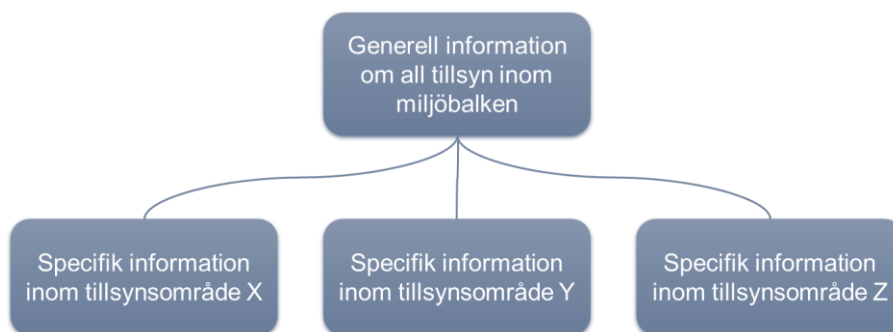 Generell information
om all tillsyn inom
miljöbalken
Specifik information
inom tillsynsområde X
Specifik information
inom tillsynsområde Y
Specifik information
inom tillsynsområde Z